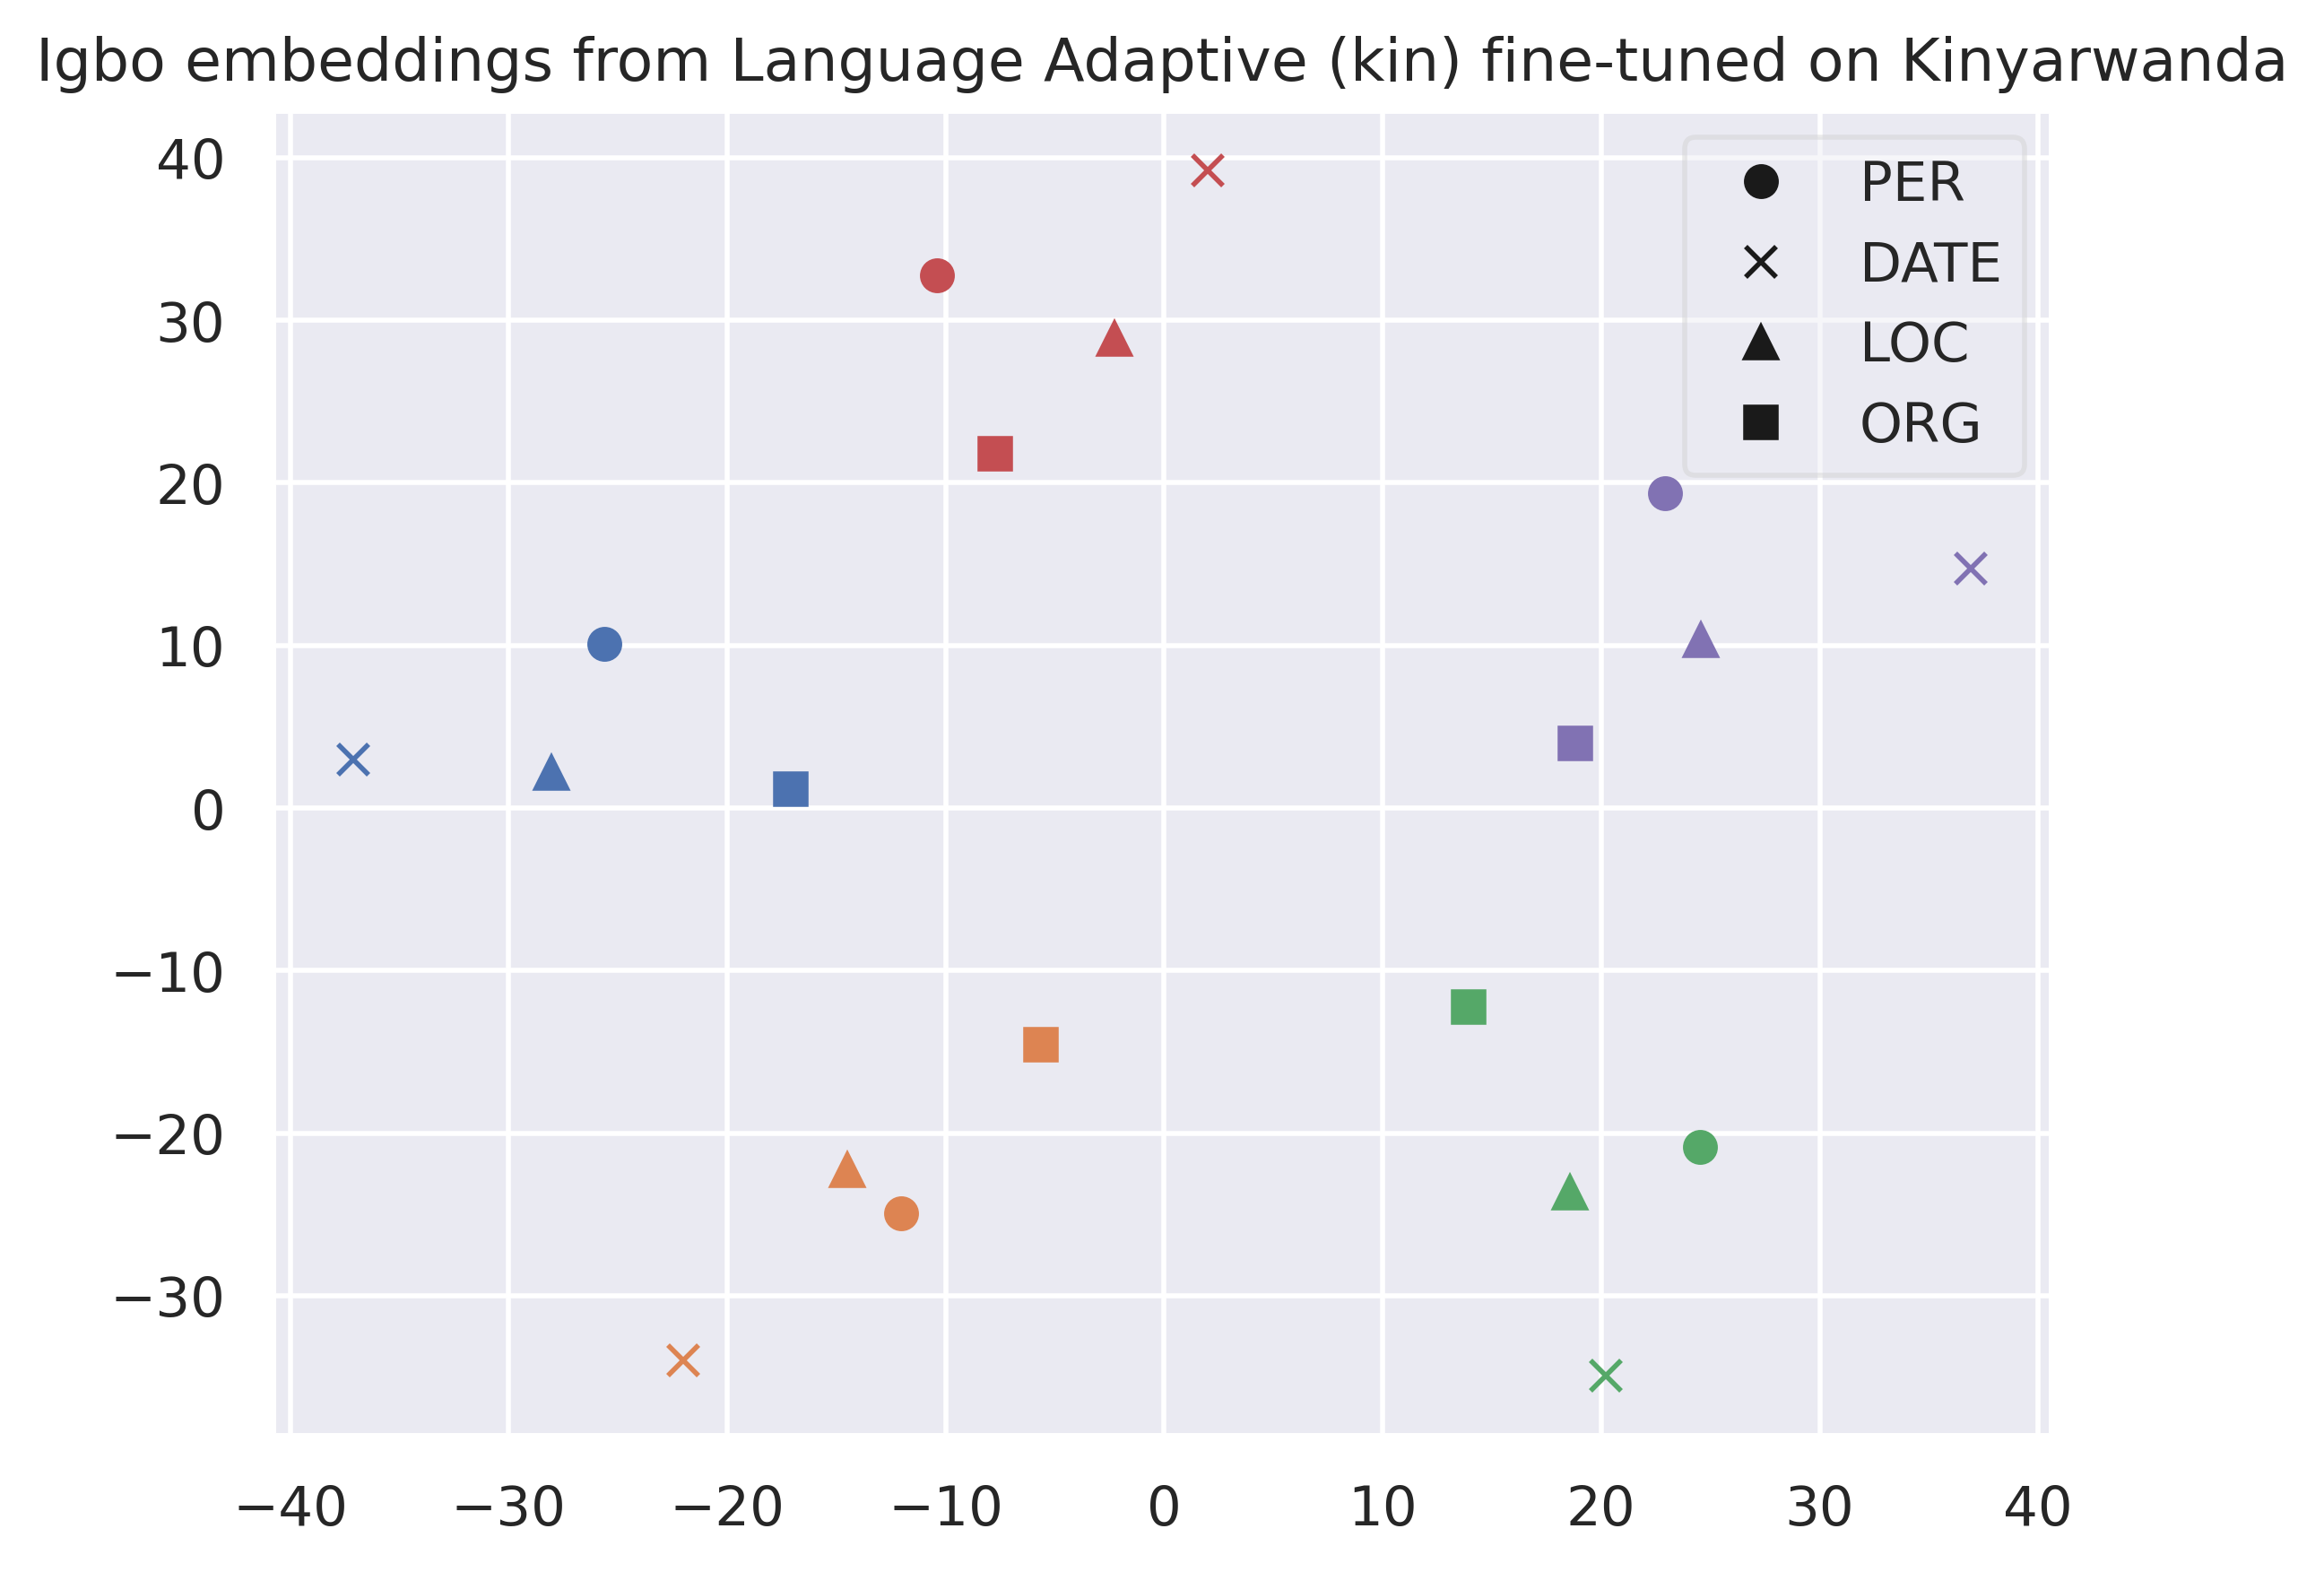 Igbo embeddings from Language Adaptive (kin) fine-tuned on Kinyarwanda
PER
DATE
LOC
ORG
40
30
20
10
0
−10
−20
−30
−40 −30 −20 −10 0 10 20 30 40